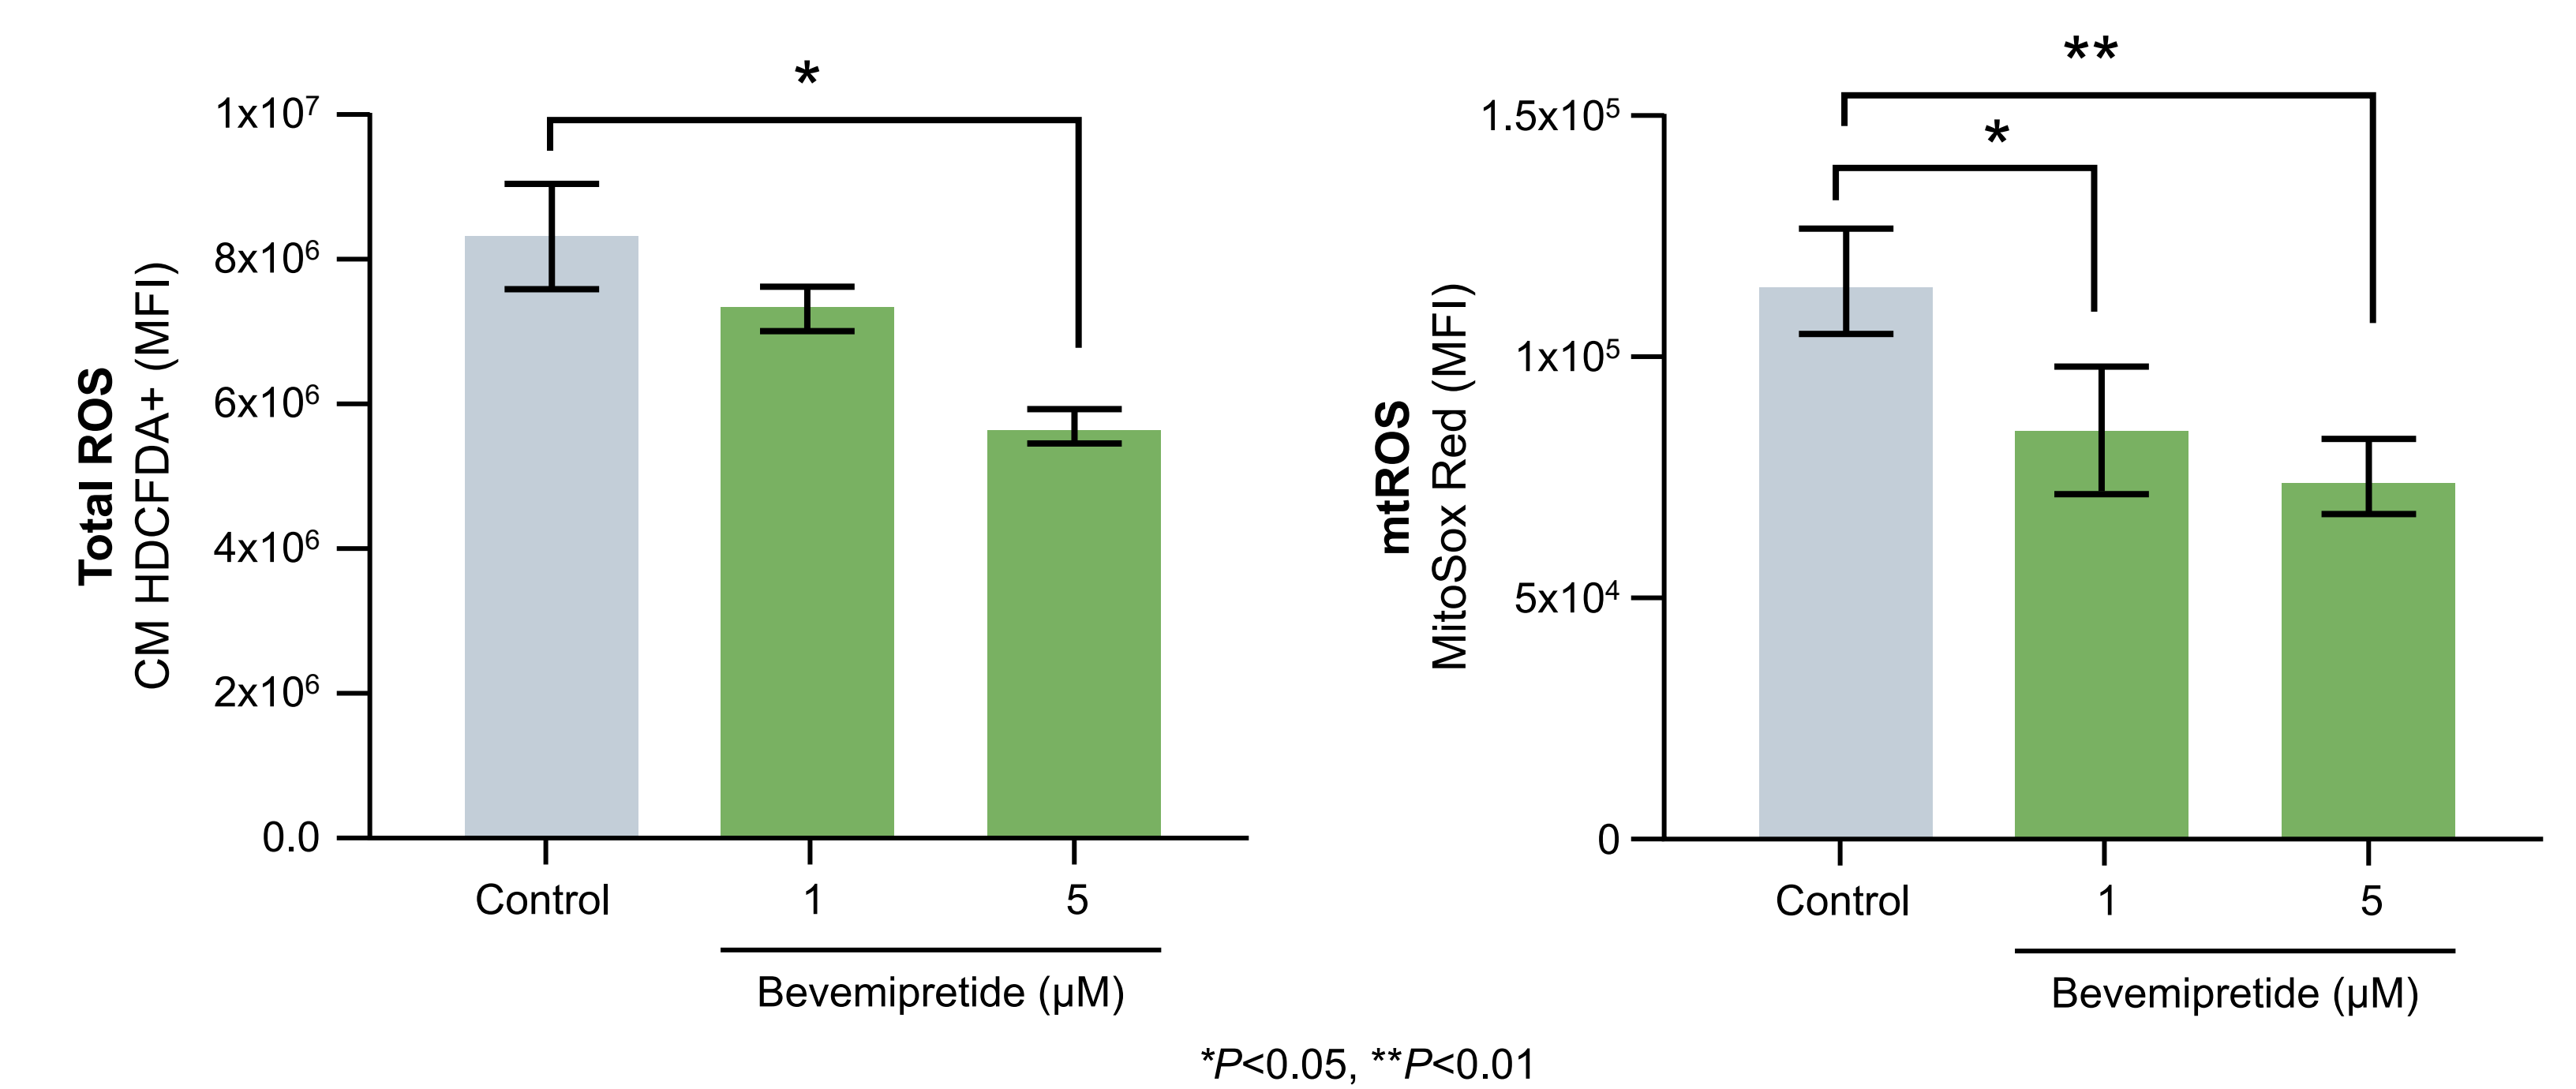 *
1x10⁷
8x10⁶
6x10⁶
4x10⁶
2x10⁶
0.0
Total ROS
CM HDCFDA+ (MFI)
Control
1
5
Bevemipretide (µM)
**
*
1.5x10⁵
1x10⁵
5x10⁴
0
mtROS
MitoSox Red (MFI)
Control
1
5
Bevemipretide (µM)
*P<0.05, **P<0.01